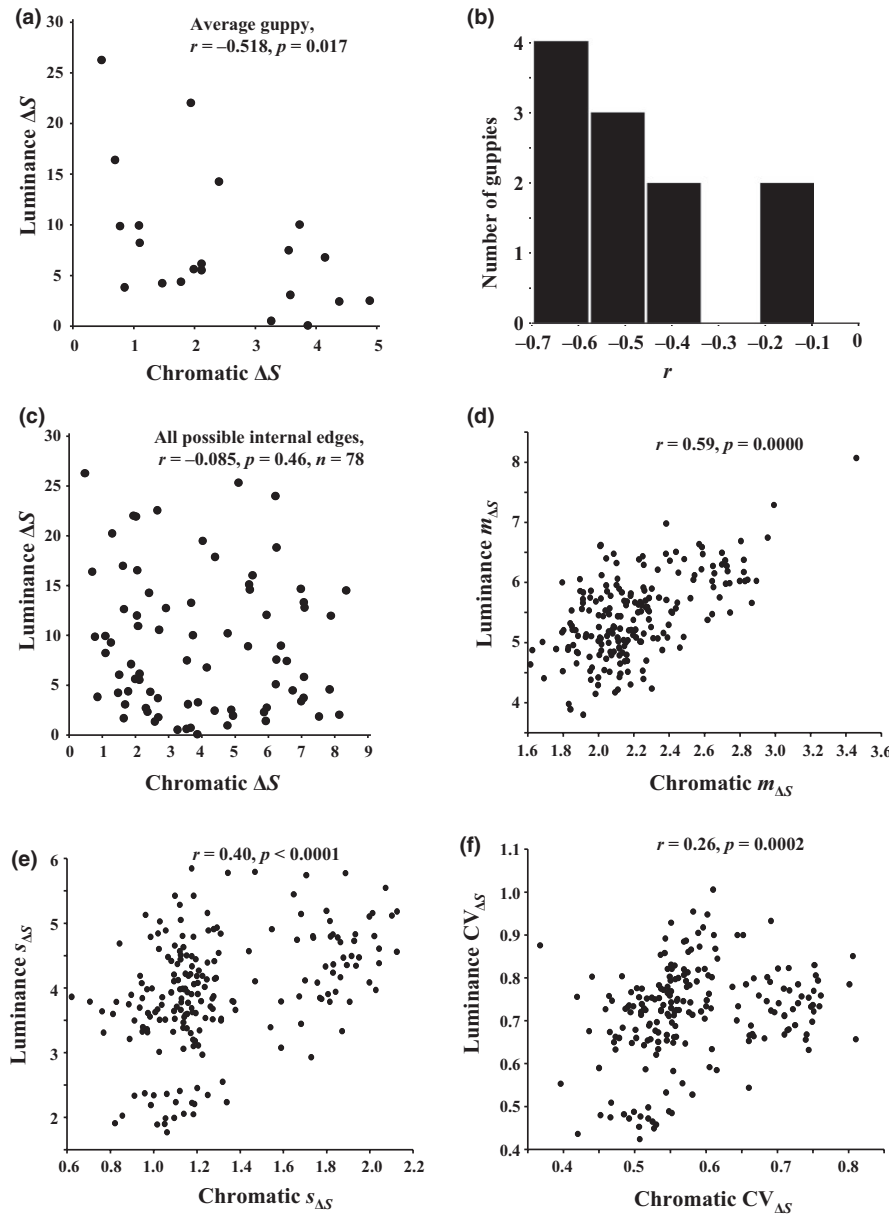 (a)
Average guppy,
r = –0.518, p = 0.017
30
25
20
15
10
5
0
Luminance ΔS
0 1 2 3 4 5
Chromatic ΔS
(b)
4
3
2
1
0
Number of guppies
–0.7 –0.6 –0.5 –0.4 –0.3 –0.2 –0.1 0
r
(c)
All possible internal edges,
r = –0.085, p = 0.46, n = 78
30
25
20
15
10
5
0
Luminance ΔS
0 1 2 3 4 5 6 7 8 9
Chromatic ΔS
(d)
r = 0.59, p = 0.0000
8
7
6
5
4
Luminance mΔS
1.6 1.8 2.0 2.2 2.4 2.6 2.8 3.0 3.2 3.4 3.6
Chromatic mΔS
(e)
r = 0.40, p < 0.0001
6
5
4
3
2
Luminance sΔS
0.6 0.8 1.0 1.2 1.4 1.6 1.8 2.0 2.2
Chromatic sΔS
(f)
r = 0.26, p = 0.0002
1.1
1.0
0.9
0.8
0.7
0.6
0.5
0.4
Luminance CVΔS
0.4 0.5 0.6 0.7 0.8
Chromatic CVΔS